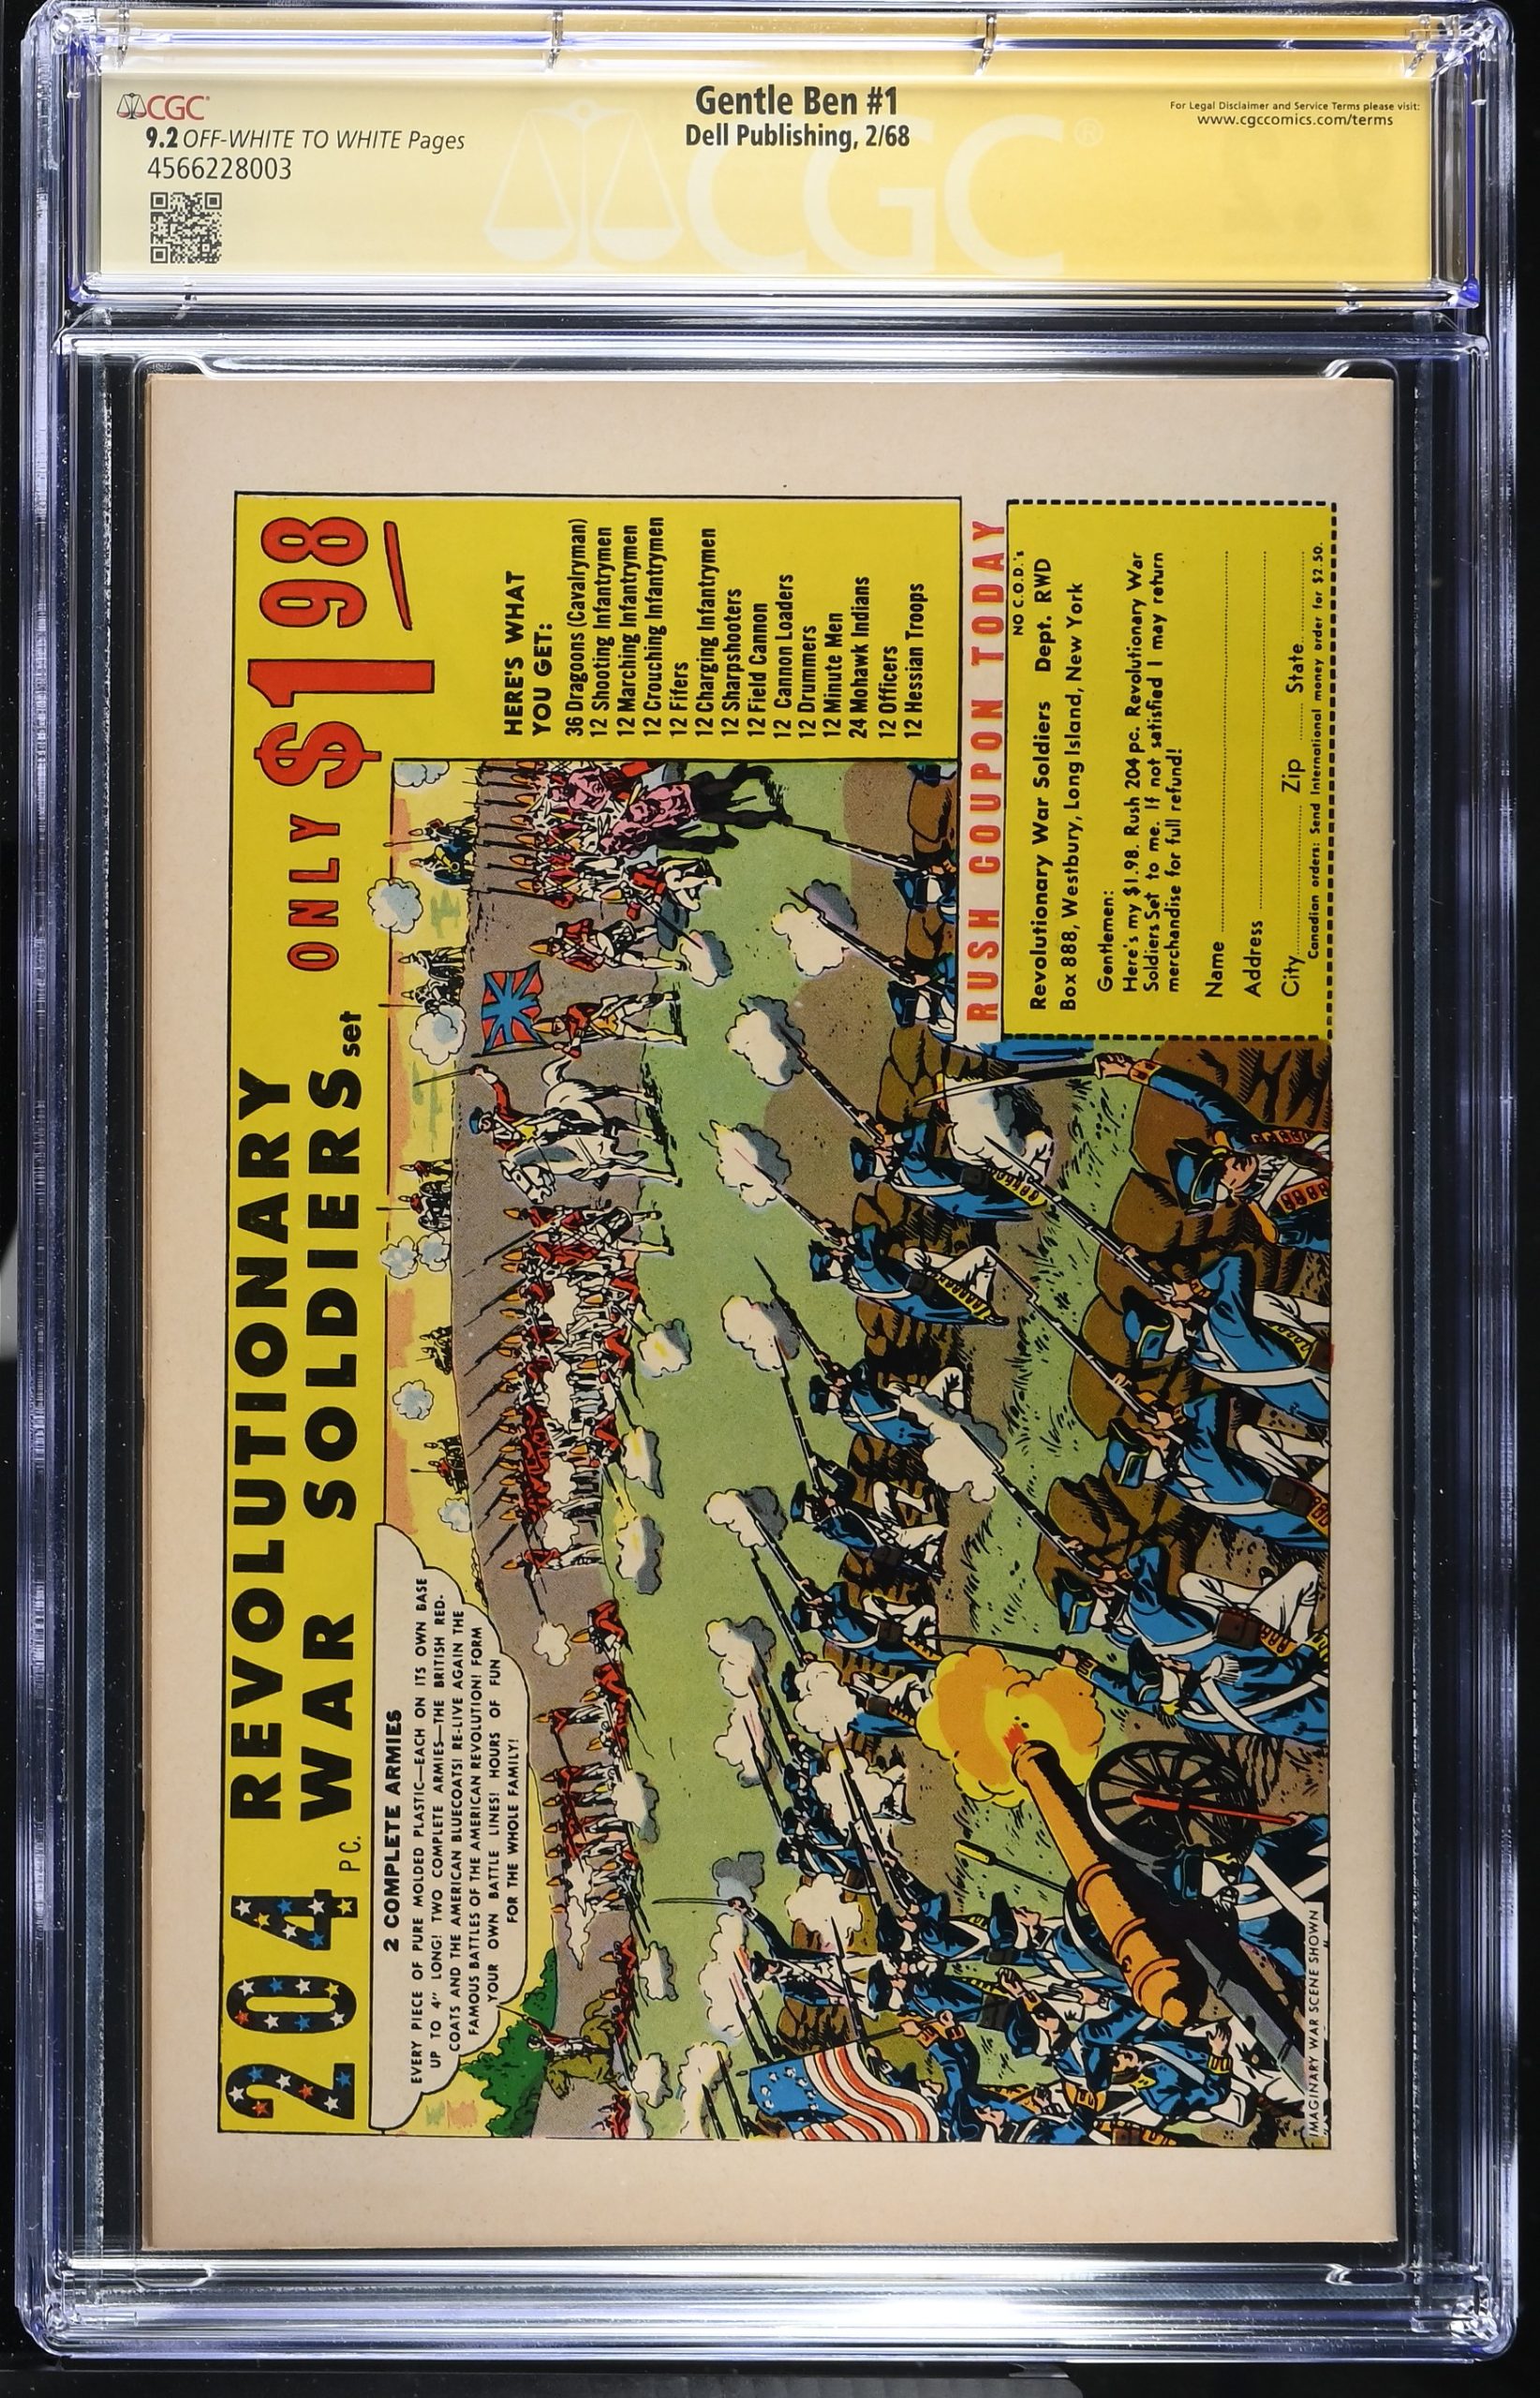 CGC
9.2 OFF-WHITE TO WHITE Pages
4566228003
Gentle Ben #1
Dell Publishing, 2/68
For Legal Disclaimer and Service Terms please visit:
www.cgccomics.com/terms
CGC
204 PC. REVOLUTIONARY
WAR SOLDIERS set
ONLY $1 98
2 COMPLETE ARMIES
EVERY PIECE OF PURE MOLDED PLASTIC—EACH ON ITS OWN BASE
UP TO 4" LONG! TWO COMPLETE ARMIES—THE BRITISH RED-
COATS AND THE AMERICAN BLUECOATS! RE-LIVE AGAIN THE
FAMOUS BATTLES OF THE AMERICAN REVOLUTION! FORM
YOUR OWN BATTLE LINES! HOURS OF FUN
FOR THE WHOLE FAMILY!
HERE'S WHAT
YOU GET:
36 Dragoons (Cavalryman)
12 Shooting Infantrymen
12 Marching Infantrymen
12 Crouching Infantrymen
12 Fifers
12 Charging Infantrymen
12 Sharpshooters
12 Field Cannon
12 Cannon Loaders
12 Drummers
12 Minute Men
24 Mohawk Indians
12 Officers
12 Hessian Troops
RUSH COUPON TODAY
NO C.O.D.'s
Revolutionary War Soldiers Dept. RWD
Box 888, Westbury, Long Island, New York
Gentlemen:
Here's my $1.98. Rush 204 pc. Revolutionary War
Soldiers Set to me. If not satisfied I may return
merchandise for full refund!
Name
Address
City Zip State
Canadian orders: Send International money order for $2.50.
IMAGINARY WAR SCENE SHOWN